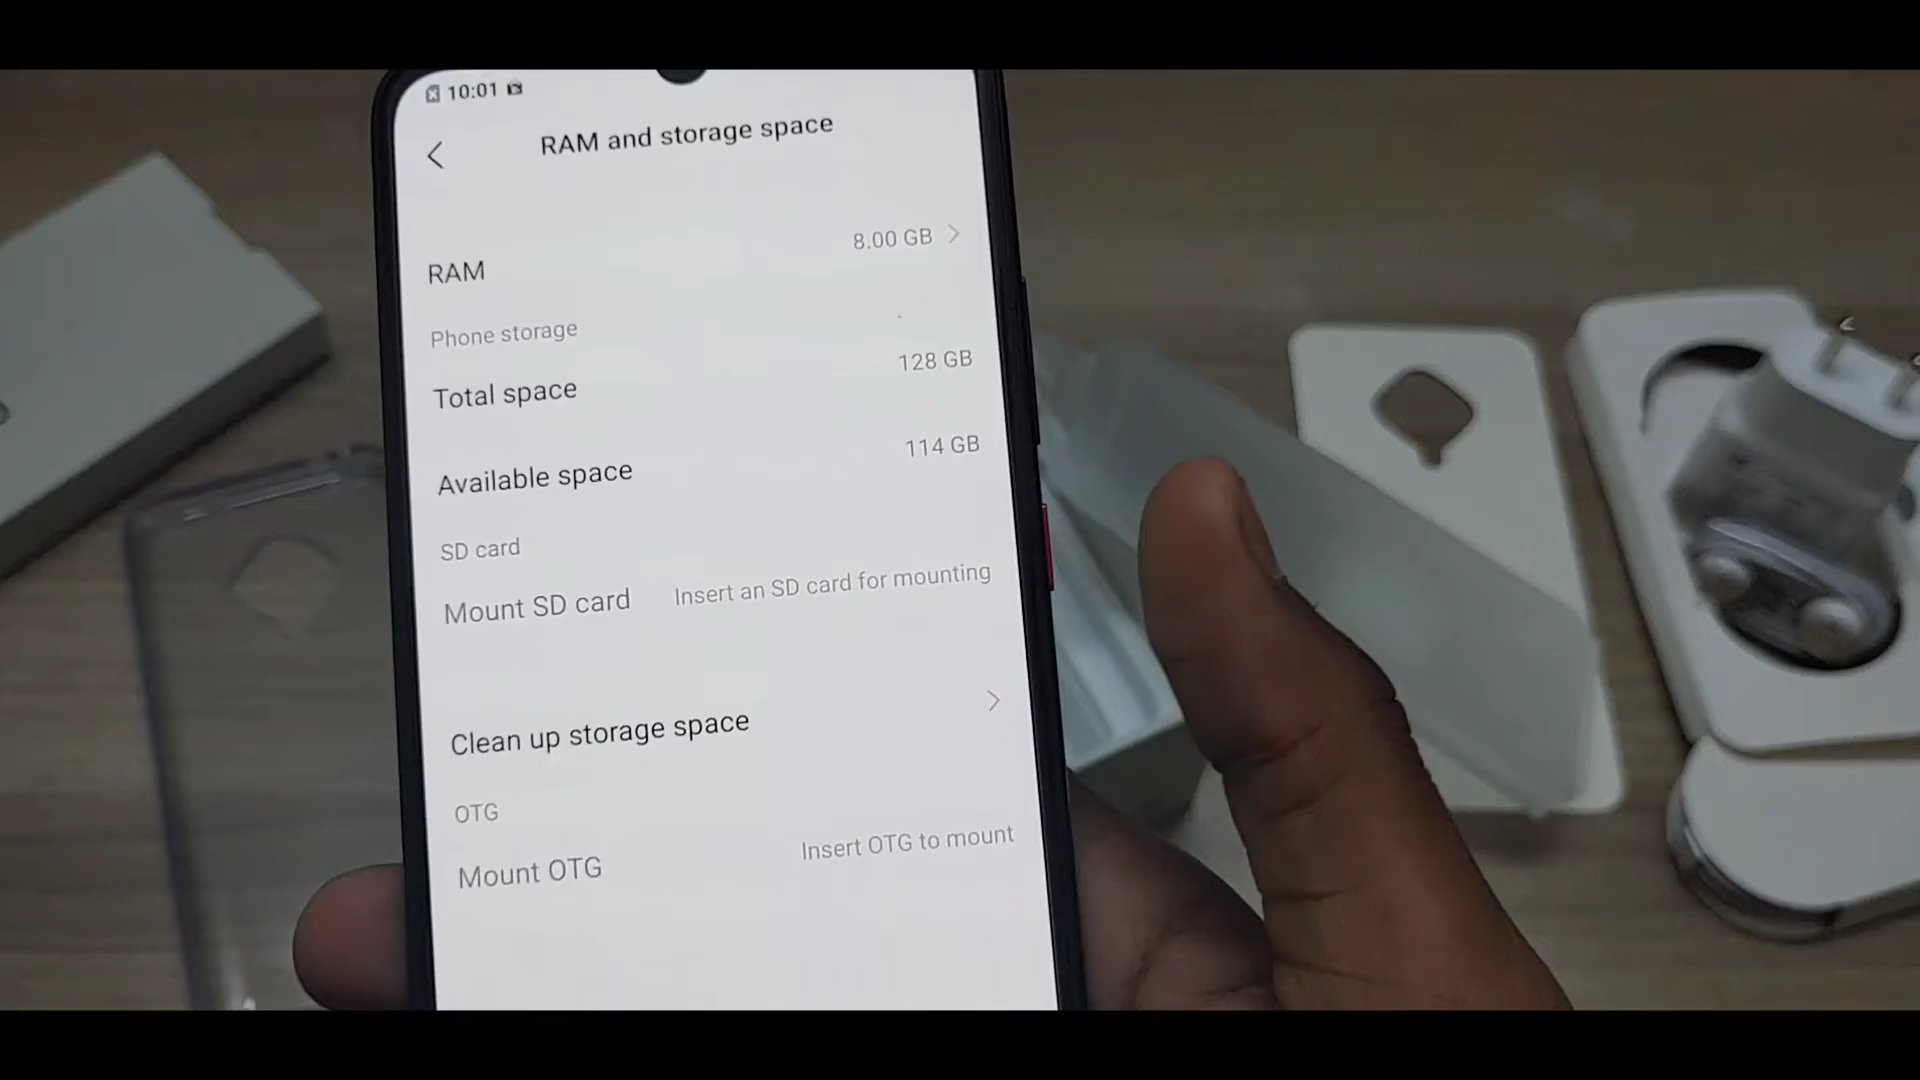 10:01
RAM and storage space
RAM 8.00 GB
Phone storage
Total space 128 GB
Available space 114 GB
SD card
Mount SD card Insert an SD card for mounting
Clean up storage space
OTG
Mount OTG Insert OTG to mount